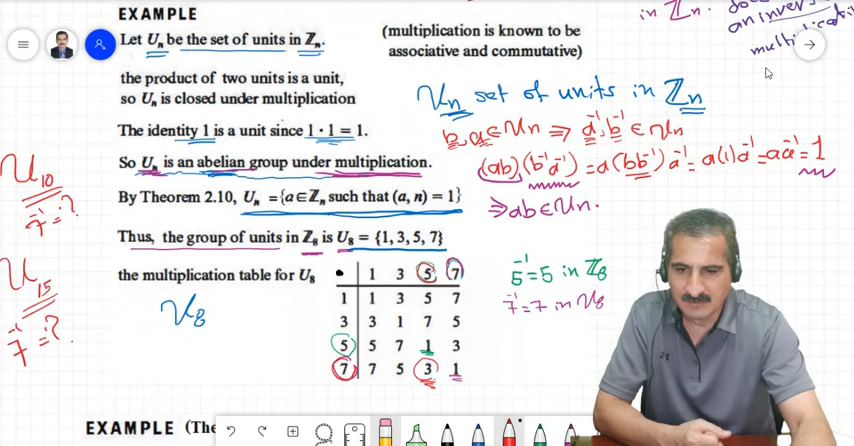 EXAMPLE
Let Uₙ be the set of units in ℤₙ.
(multiplication is known to be
associative and commutative)
in ℤₙ.
an inverse
the product of two units is a unit,
so Uₙ is closed under multiplication
The identity 1 is a unit since 1 · 1 = 1.
So Uₙ is an abelian group under multiplication.
By Theorem 2.10, Uₙ = {a ∈ ℤₙ such that (a, n) = 1}
Thus, the group of units in ℤ₈ is U₈ = {1, 3, 5, 7}
the multiplication table for U₈
• 1 3 5 7
1 1 3 5 7
3 3 1 7 5
5 5 7 1 3
7 7 5 3 1
Uₙ set of units in ℤₙ
b, a ∈ Uₙ ⇒ a⁻¹, b⁻¹ ∈ Uₙ
(ab)(b⁻¹a⁻¹) = a(bb⁻¹)a⁻¹ = a(1)a⁻¹ = aa⁻¹ = 1
⇒ ab ∈ Uₙ.
5⁻¹ = 5 in ℤ₈
7⁻¹ = 7 in U₈
U₈
U₁₀
7⁻¹ = ?
U₁₅
7⁻¹ = ?
EXAMPLE (The